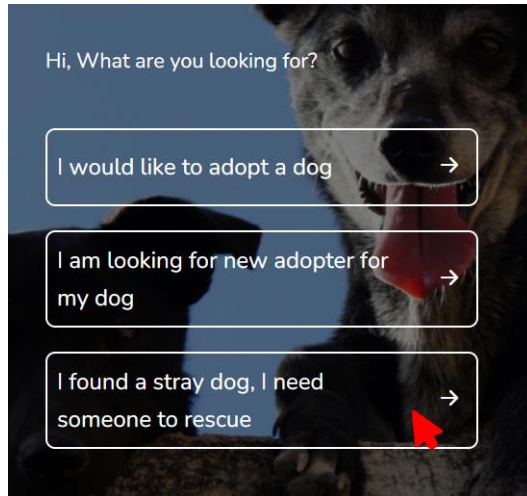 Hi, What are you looking for?
I would like to adopt a dog
I am looking for new adopter for
my dog
I found a stray dog, I need
someone to rescue